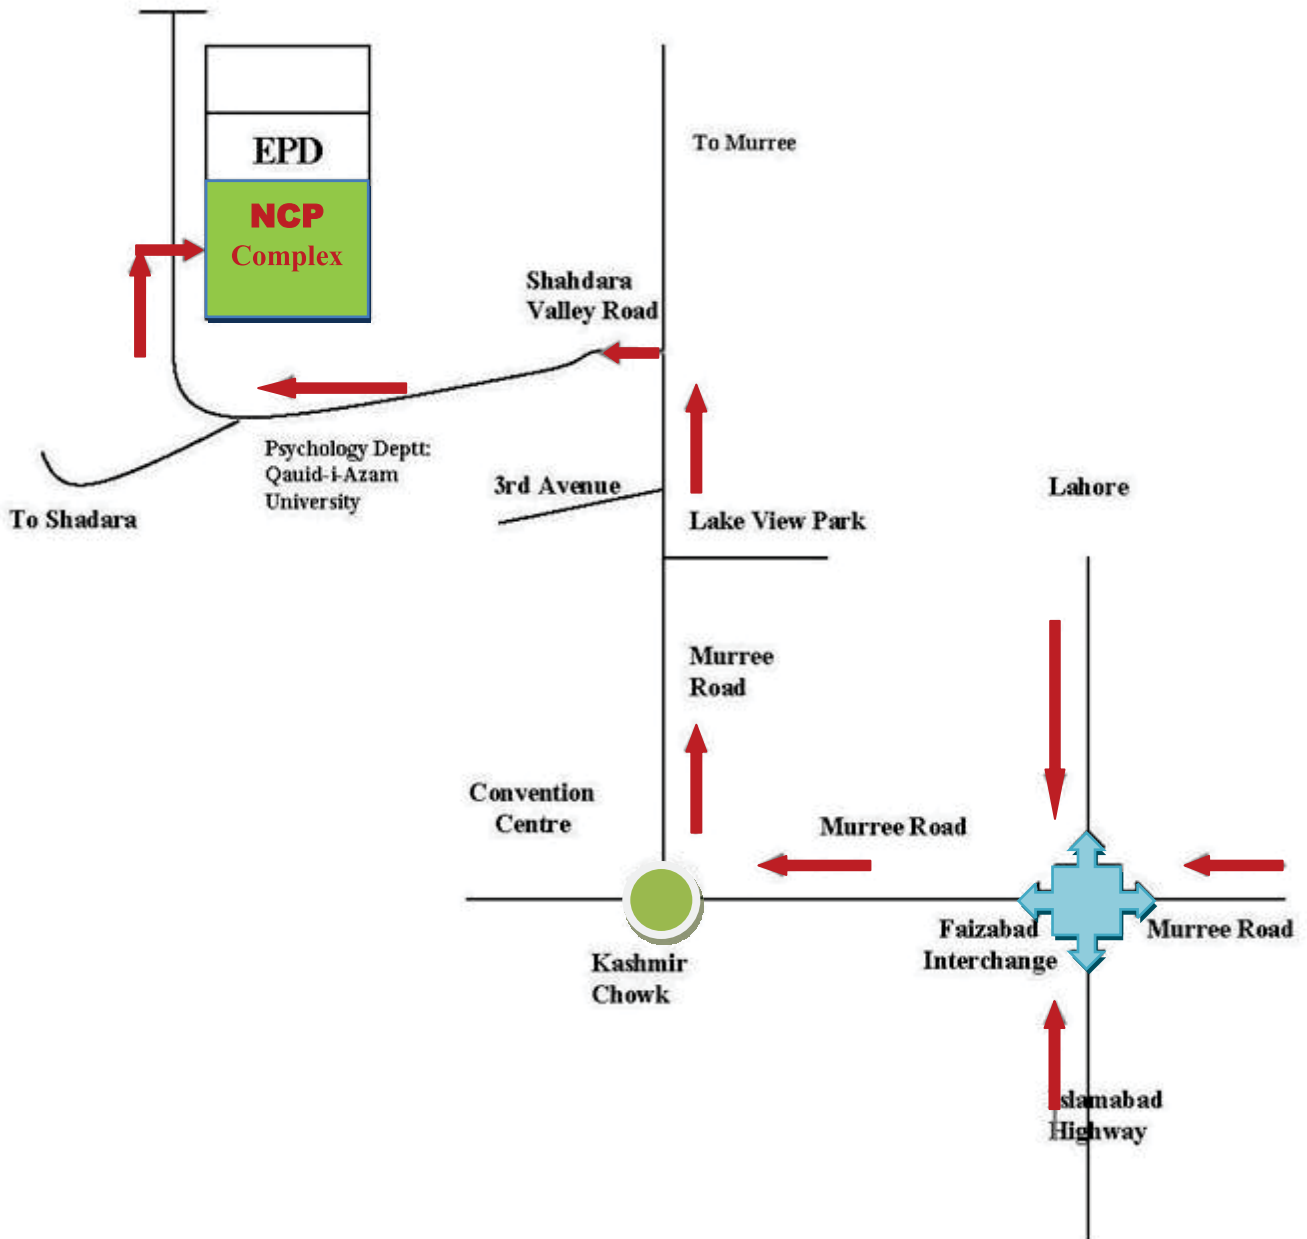 EPD
NCP
Complex
To Murree
Shahdara
Valley Road
Psychology Deptt:
Qauid-i-Azam
University
To Shadara
3rd Avenue
Lake View Park
Lahore
Murree
Road
Convention
Centre
Murree Road
Faizabad
Interchange
Murree Road
Kashmir
Chowk
Islamabad
Highway